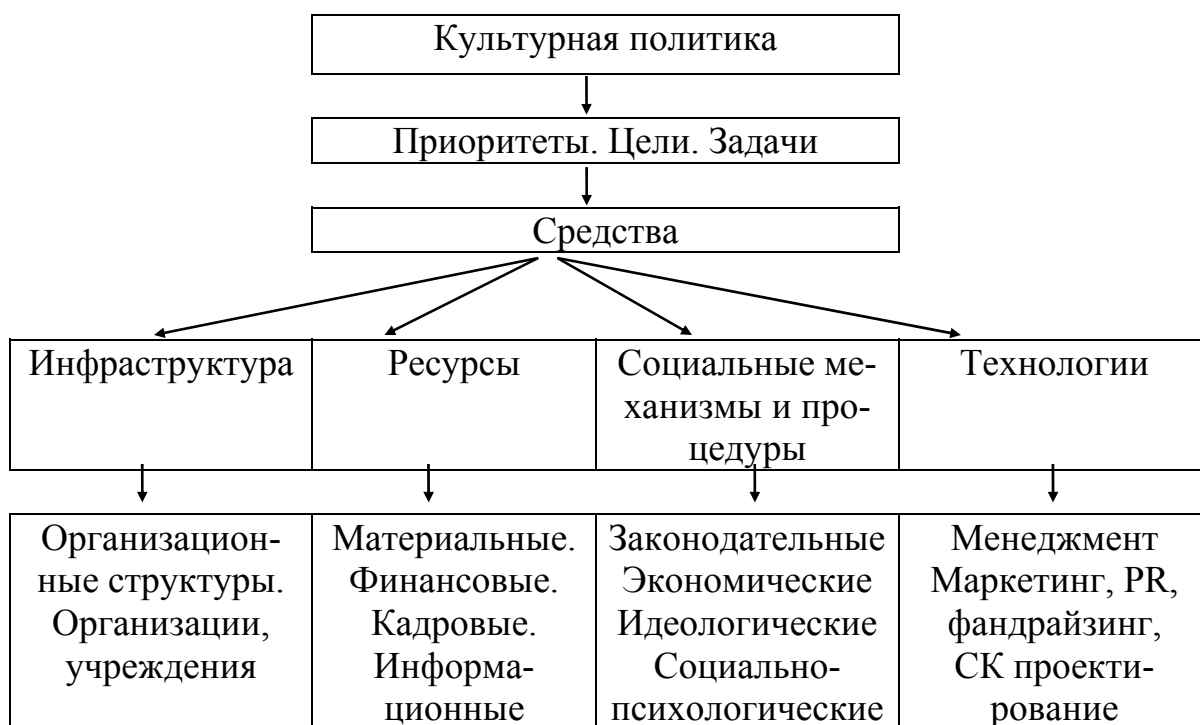 Культурная политика
Приоритеты. Цели. Задачи
Средства
Инфраструктура
Ресурсы
Социальные ме-
ханизмы и про-
цедуры
Технологии
Организацион-
ные структуры.
Организации,
учреждения
Материальные.
Финансовые.
Кадровые.
Информа-
ционные
Законодательные
Экономические
Идеологические
Социально-
психологические
Менеджмент
Маркетинг, PR,
фандрайзинг,
СК проекти-
рование